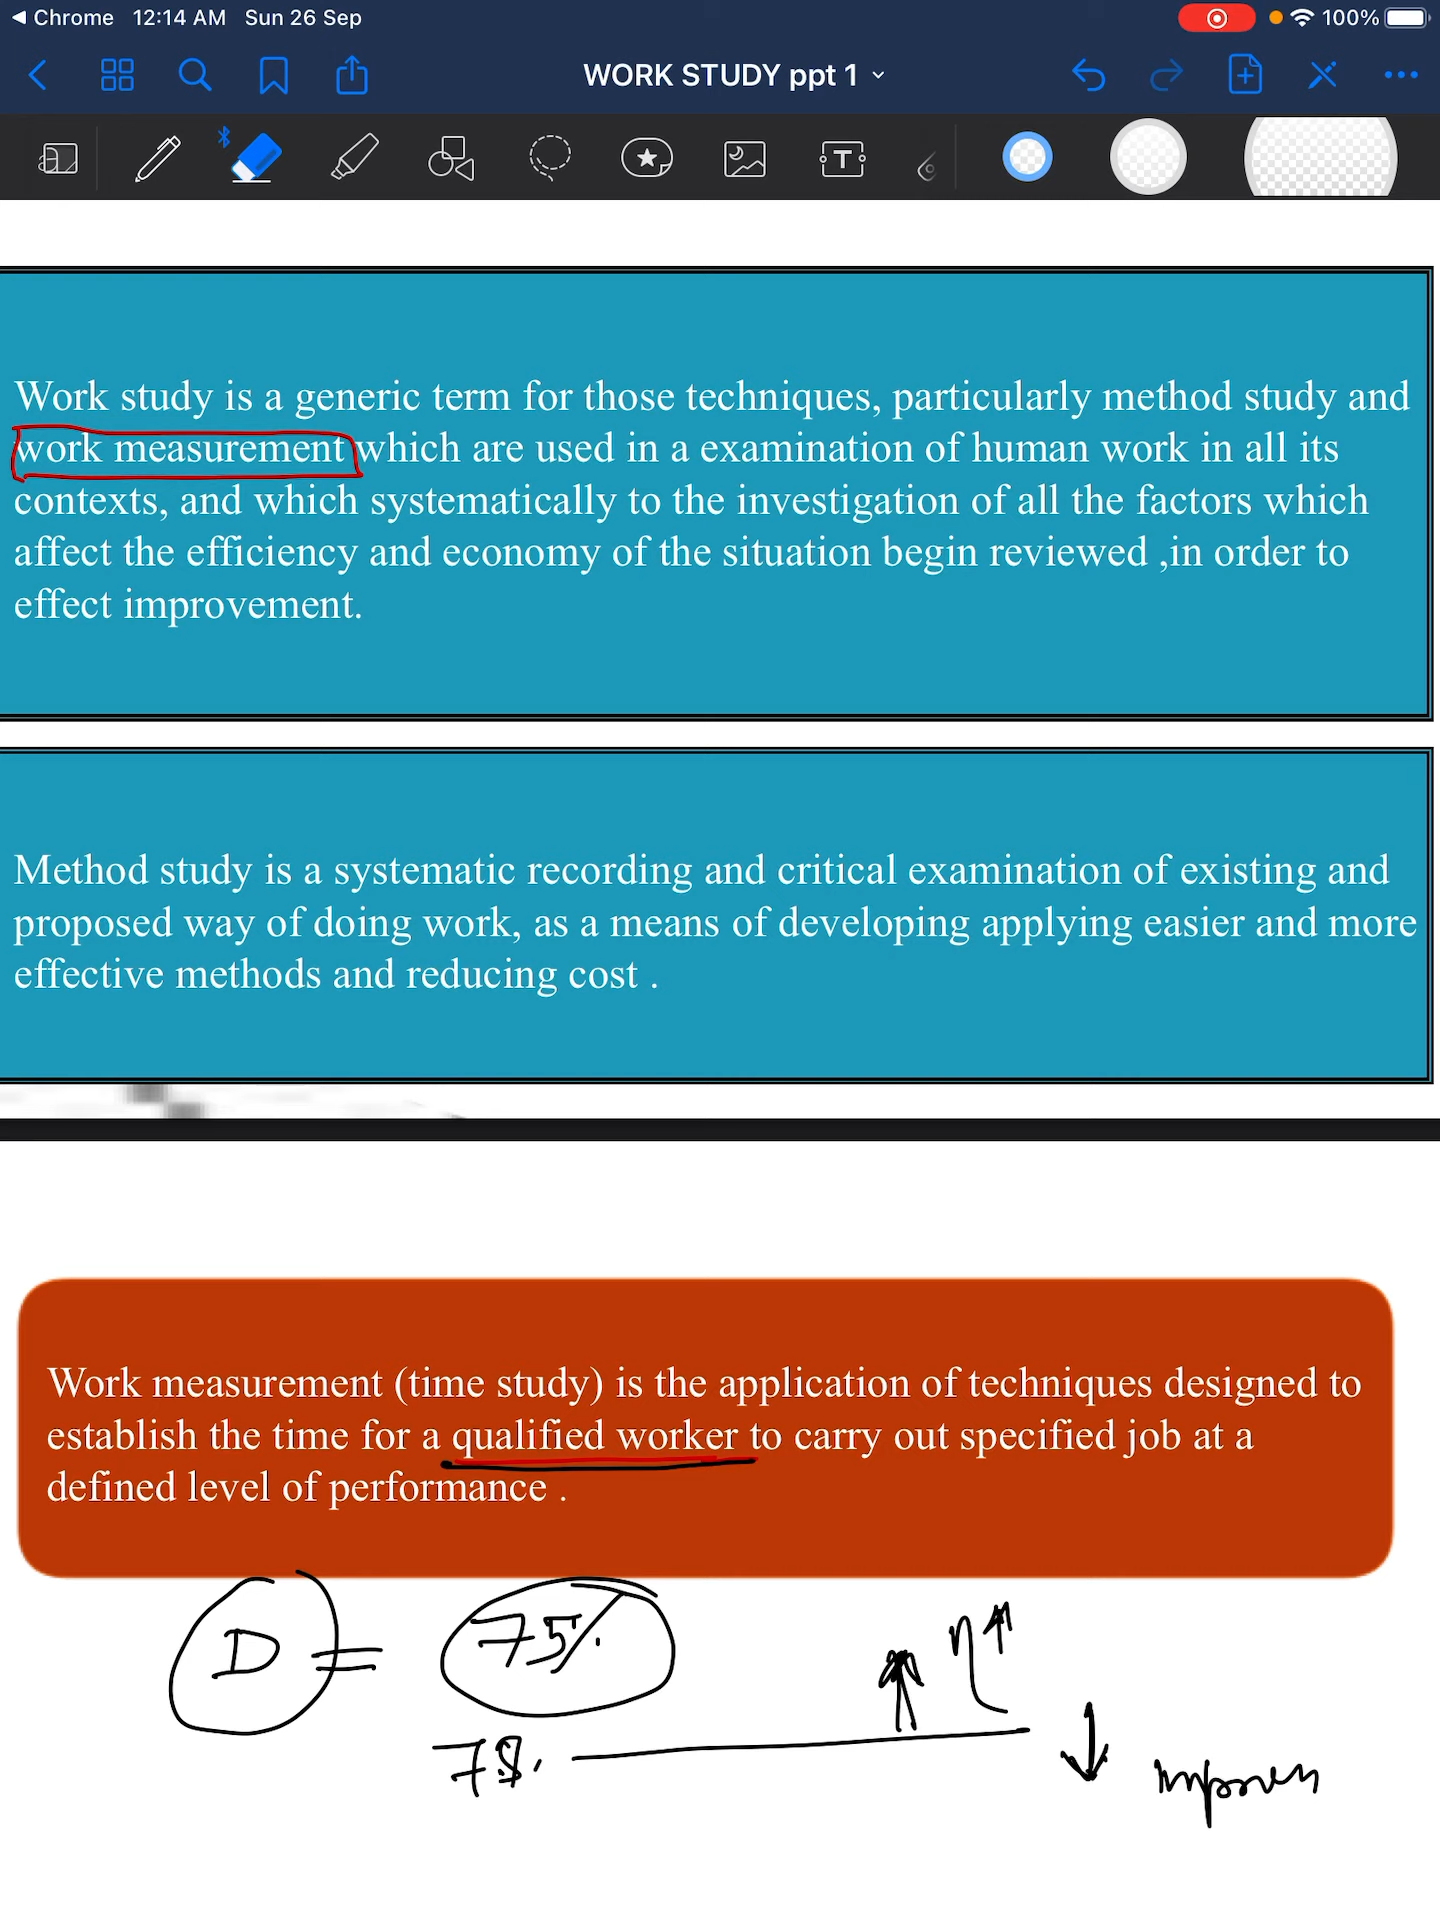 Chrome 12:14 AM Sun 26 Sep 100%
WORK STUDY ppt 1
Work study is a generic term for those techniques, particularly method study and
work measurement which are used in a examination of human work in all its
contexts, and which systematically to the investigation of all the factors which
affect the efficiency and economy of the situation begin reviewed ,in order to
effect improvement.
Method study is a systematic recording and critical examination of existing and
proposed way of doing work, as a means of developing applying easier and more
effective methods and reducing cost .
Work measurement (time study) is the application of techniques designed to
establish the time for a qualified worker to carry out specified job at a
defined level of performance .
D = 75% η↑